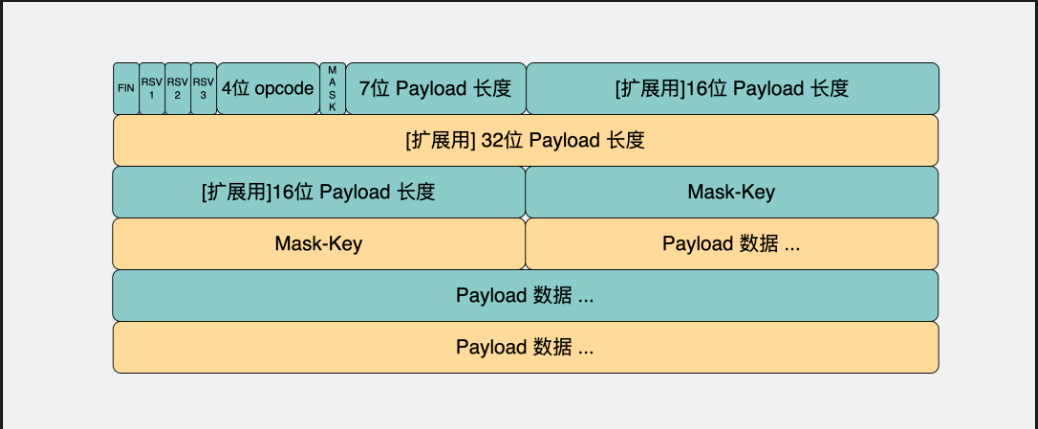 FIN RSV 1 RSV 2 RSV 3 4位 opcode MASK 7位 Payload 长度 [扩展用]16位 Payload 长度
[扩展用] 32位 Payload 长度
[扩展用]16位 Payload 长度 Mask-Key
Mask-Key Payload 数据 ...
Payload 数据 ...
Payload 数据 ...